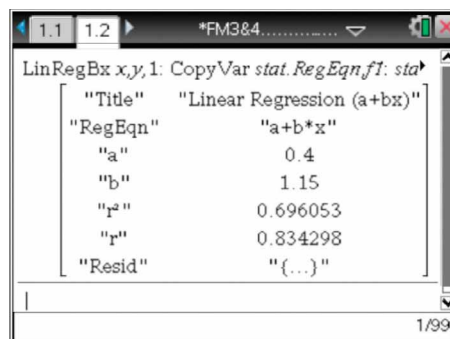 1.1 1.2 *FM3&4..............
LinRegBx x,y,1: CopyVar stat.RegEqn,f1: sta
"Title" "Linear Regression (a+bx)"
"RegEqn" "a+b*x"
"a" 0.4
"b" 1.15
"r²" 0.696053
"r" 0.834298
"Resid" "{...}"
1/99